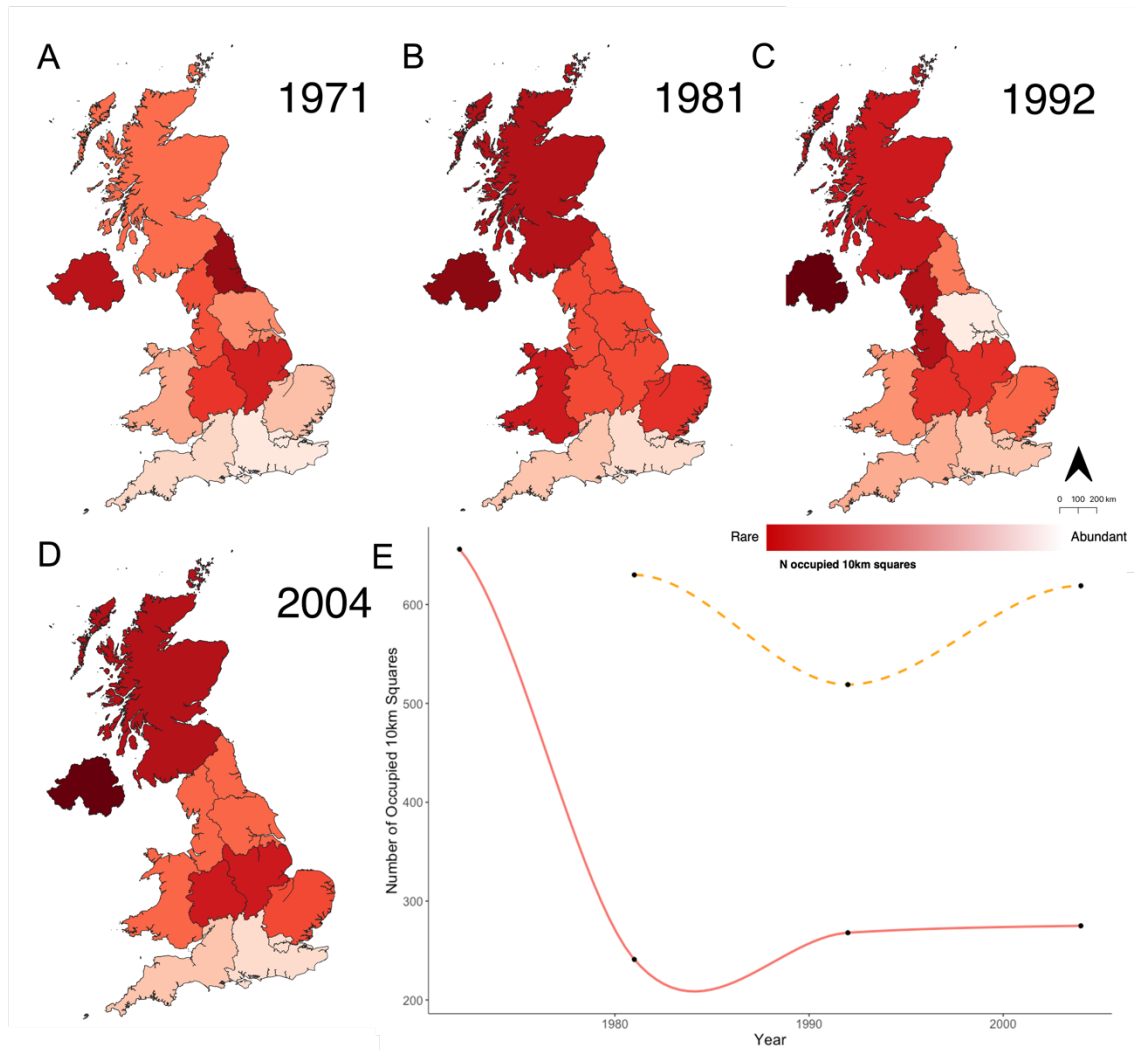 A
1971
B
1981
C
1992
0 100 200 km
Rare
Abundant
N occupied 10km squares
D
2004
E
Number of Occupied 10km Squares
600
500
400
300
200
1980
1990
2000
Year